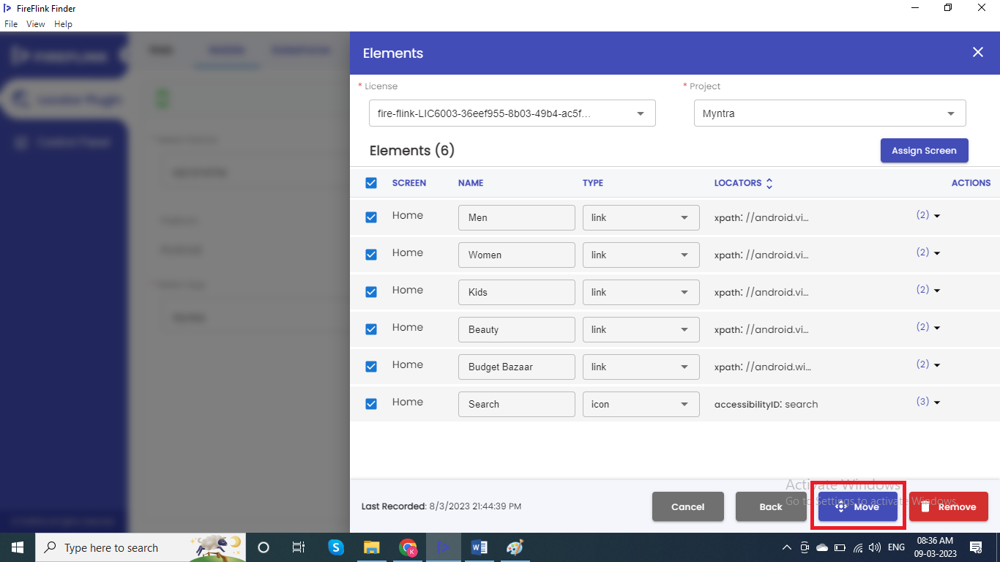 FireFlink Finder
File View Help
Elements
* License
* Project
fire-flink-LIC6003-36eef955-8b03-49b4-ac5f...
Myntra
Elements (6)
Assign Screen
SCREEN NAME TYPE LOCATORS ACTIONS
Home Men link xpath: //android.vi... (2)
Home Women link xpath: //android.vi... (2)
Home Kids link xpath: //android.vi... (2)
Home Beauty link xpath: //android.vi... (2)
Home Budget Bazaar link xpath: //android.wi... (2)
Home Search icon accessibilityID: search (3)
Activate Windows
Go to Settings to activate Windows.
Last Recorded: 8/3/2023 21:44:39 PM
Cancel
Back
Move
Remove
Type here to search
ENG
08:36 AM
09-03-2023